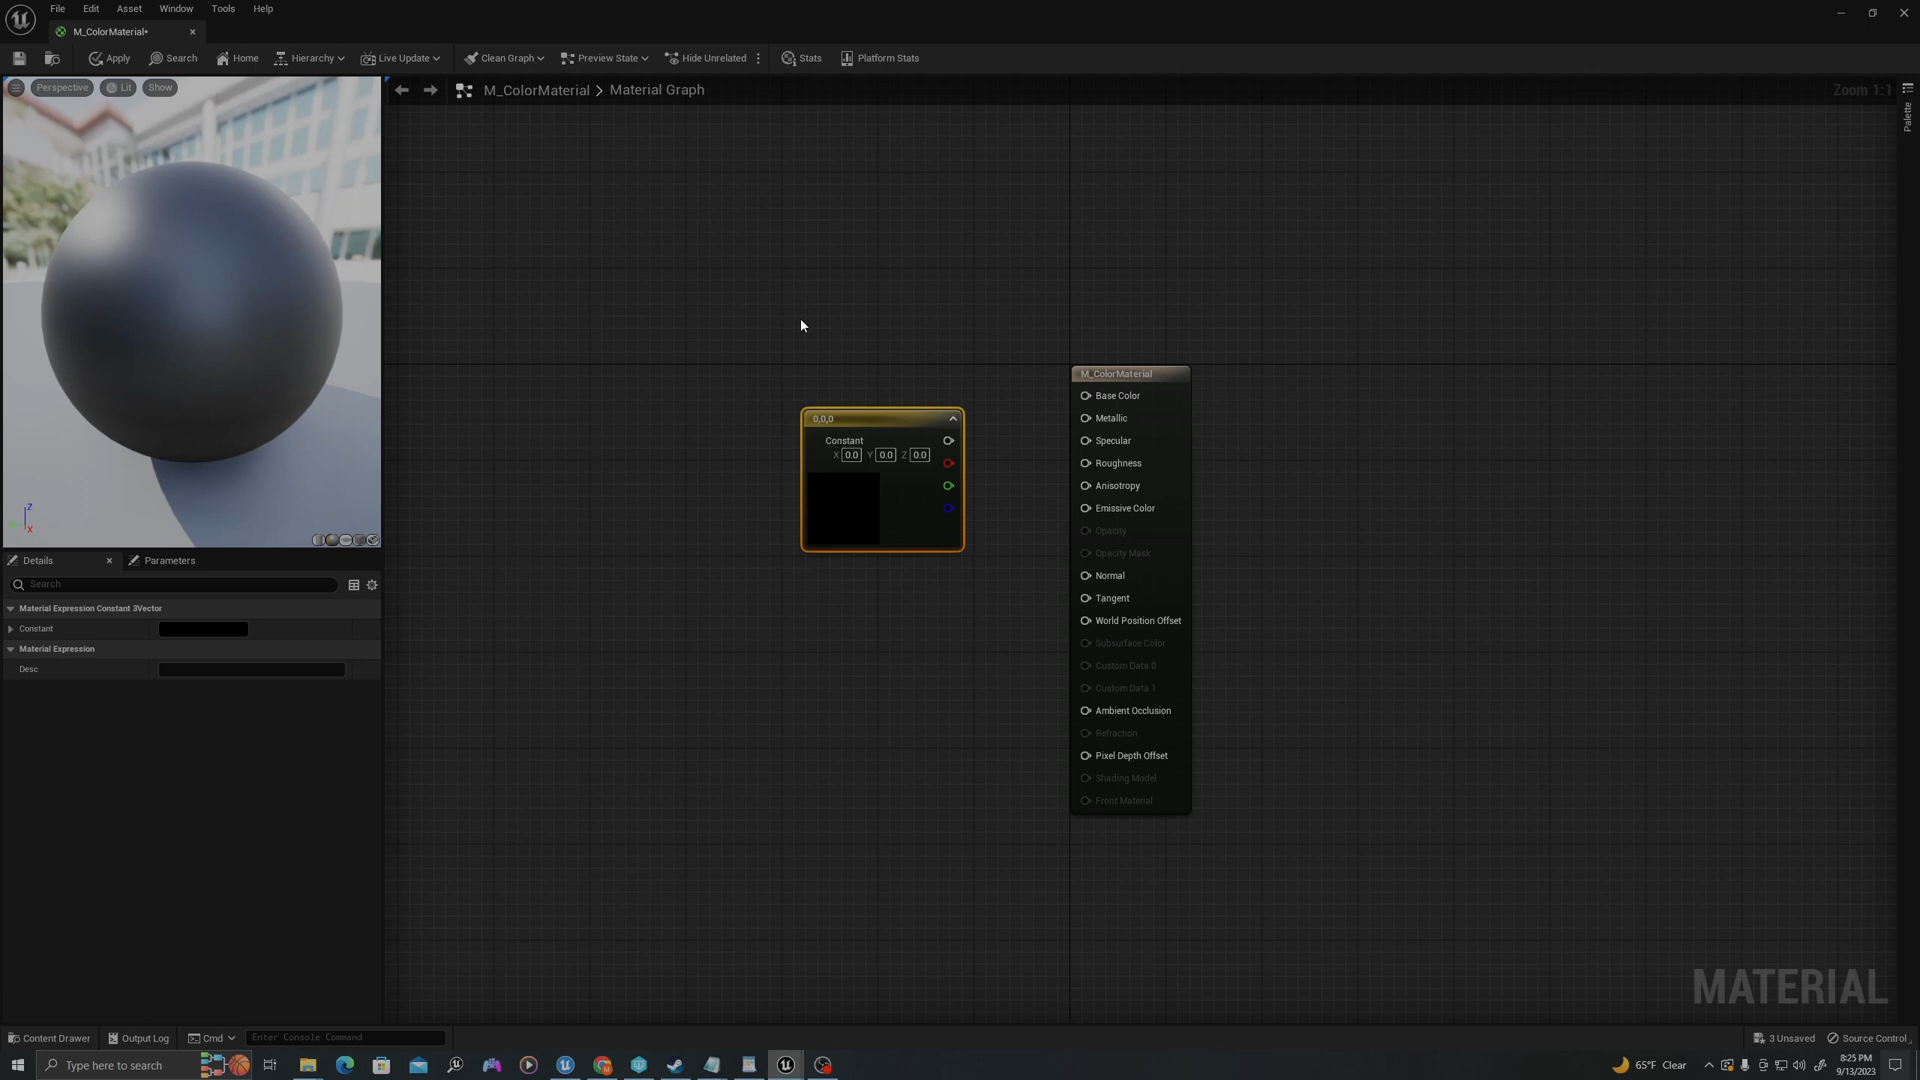 File Edit Asset Window Tools Help
M_ColorMaterial•
Apply Search Home Hierarchy Live Update Clean Graph Preview State Hide Unrelated Stats Platform Stats
Perspective Lit Show
M_ColorMaterial > Material Graph
Zoom 1:1
Palette
M_ColorMaterial
Base Color
Metallic
Specular
Roughness
Anisotropy
Emissive Color
Opacity
Opacity Mask
Normal
Tangent
World Position Offset
Subsurface Color
Custom Data 0
Custom Data 1
Ambient Occlusion
Refraction
Pixel Depth Offset
Shading Model
Front Material
0,0,0
Constant
X 0.0 Y 0.0 Z 0.0
Z
X
Details Parameters
Search
Material Expression Constant 3Vector
Constant
Material Expression
Desc
MATERIAL
Content Drawer Output Log Cmd Enter Console Command 3 Unsaved Source Control
Type here to search
65°F Clear
8:25 PM
9/13/2023